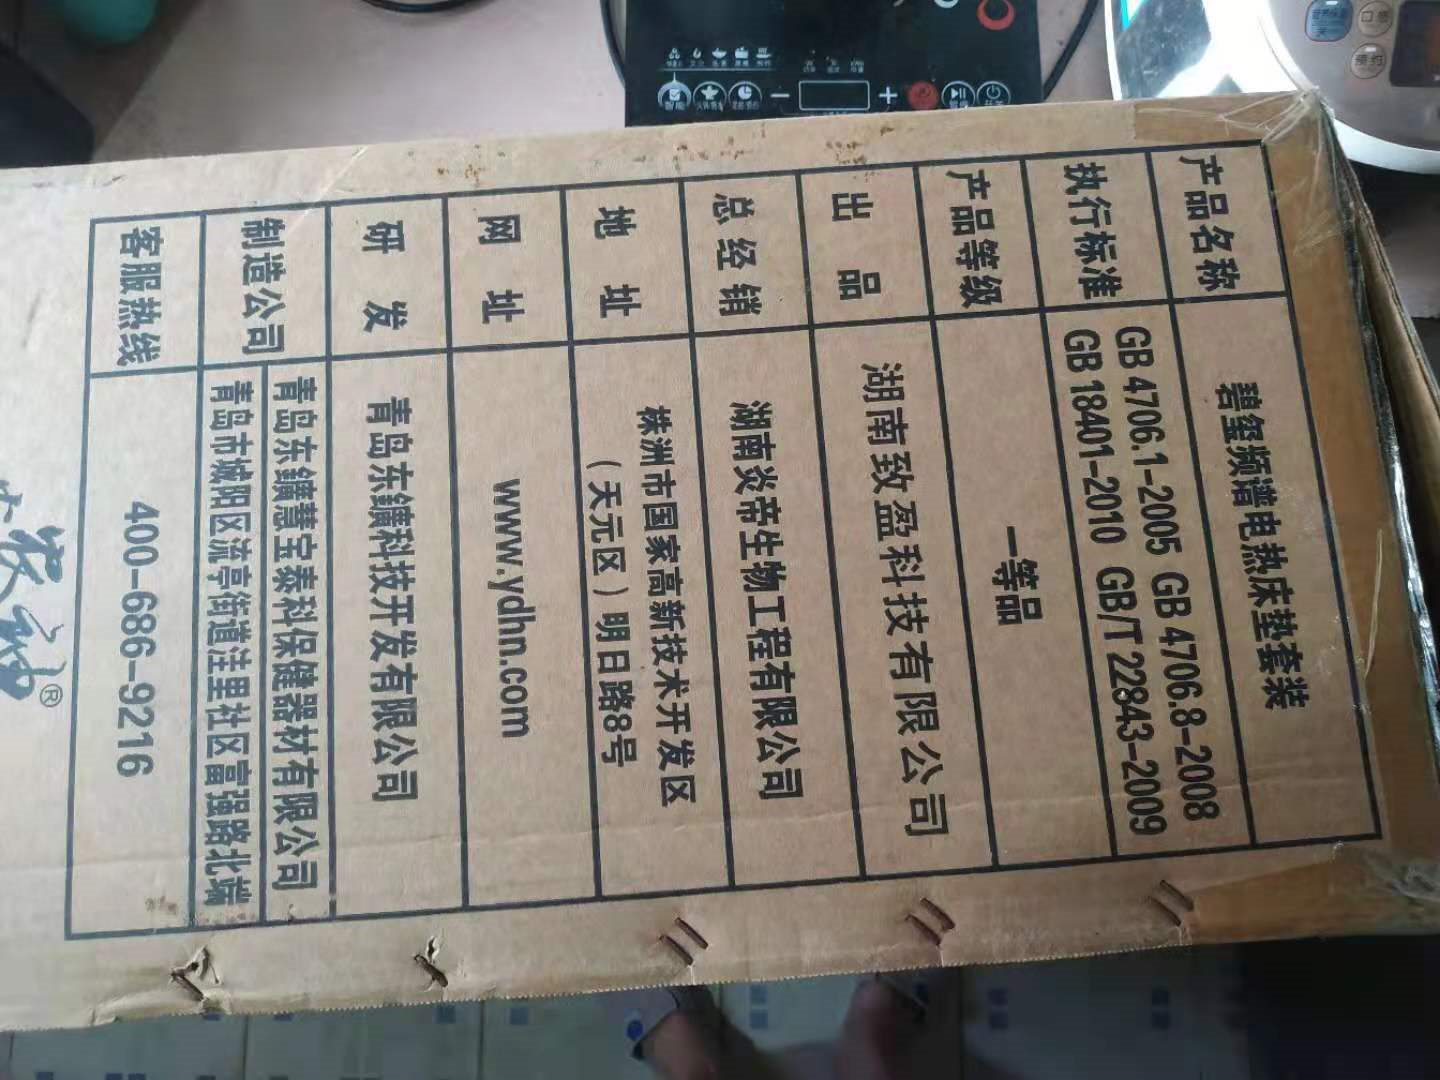 产品名称 碧玺频谱电热床垫套装
执行标准 GB 4706.1-2005 GB 4706.8-2008
GB 18401-2010 GB/T 22843-2009
产品等级 一等品
出品 湖南致盈科技有限公司
总经销 湖南炎帝生物工程有限公司
地址 株洲市国家高新技术开发区
（天元区）明日路8号
网址 www.ydhn.com
研发 青岛东鑛科技开发有限公司
制造公司 青岛东鑛慧宝泰科保健器材有限公司
青岛市城阳区流亭街道洼里社区富强路北端
客服热线 400-686-9216
®
预约